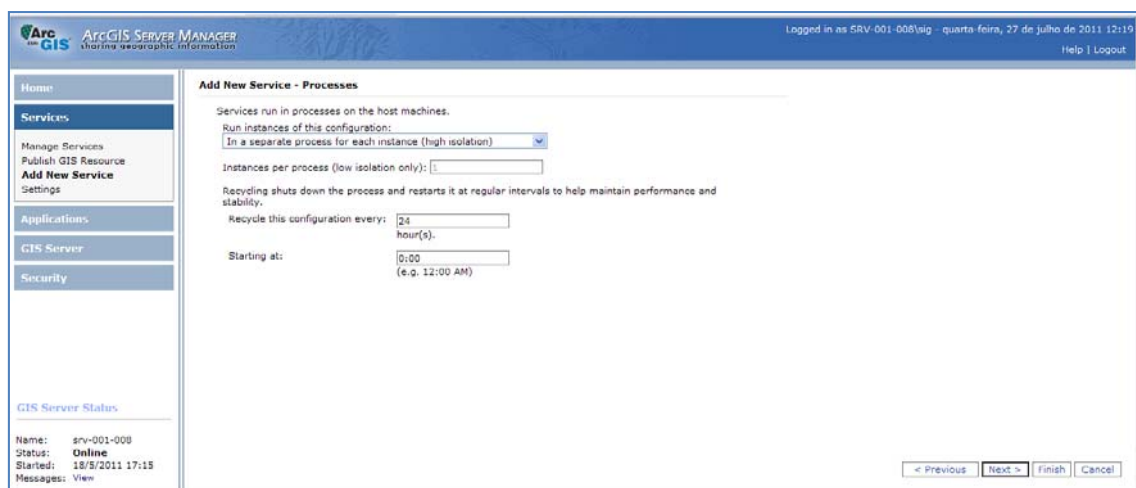 Arc GIS ArcGIS Server Manager
sharing geographic information
Logged in as SRV-001-008\sig - quarta-feira, 27 de julho de 2011 12:19
Help | Logout
Home
Services
Manage Services
Publish GIS Resource
Add New Service
Settings
Applications
GIS Server
Security
GIS Server Status
Name: srv-001-008
Status: Online
Started: 18/5/2011 17:15
Messages: View
Add New Service - Processes
Services run in processes on the host machines.
Run instances of this configuration:
In a separate process for each instance (high isolation)
Instances per process (low isolation only): 1
Recycling shuts down the process and restarts it at regular intervals to help maintain performance and
stability.
Recycle this configuration every: 24
hour(s).
Starting at: 0:00
(e.g. 12:00 AM)
< Previous Next > Finish Cancel